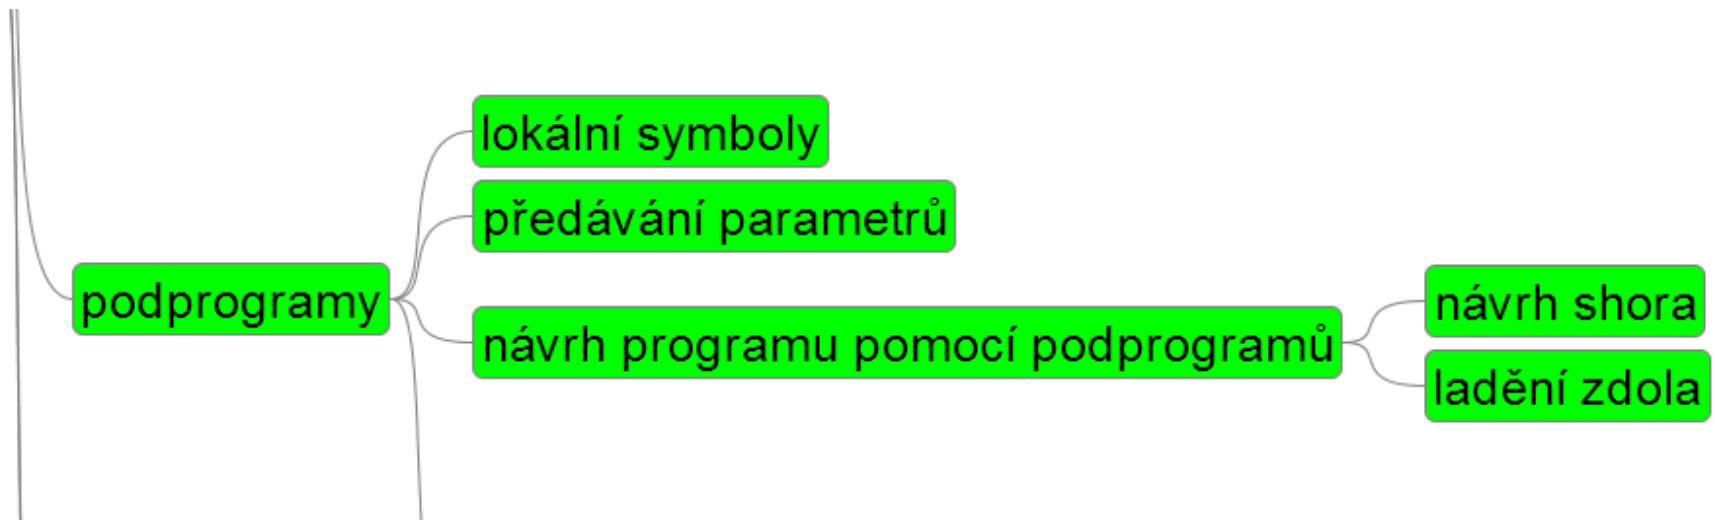 lokální symboly
předávání parametrů
podprogramy
návrh programu pomocí podprogramů
návrh shora
ladění zdola